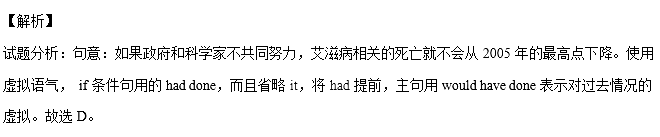 【解析】
试题分析：句意：如果政府和科学家不共同努力，艾滋病相关的死亡就不会从 2005 年的最高点下降。使用
虚拟语气， if 条件句用的 had done，而且省略 it，将 had 提前，主句用 would have done 表示对过去情况的
虚拟。故选 D。